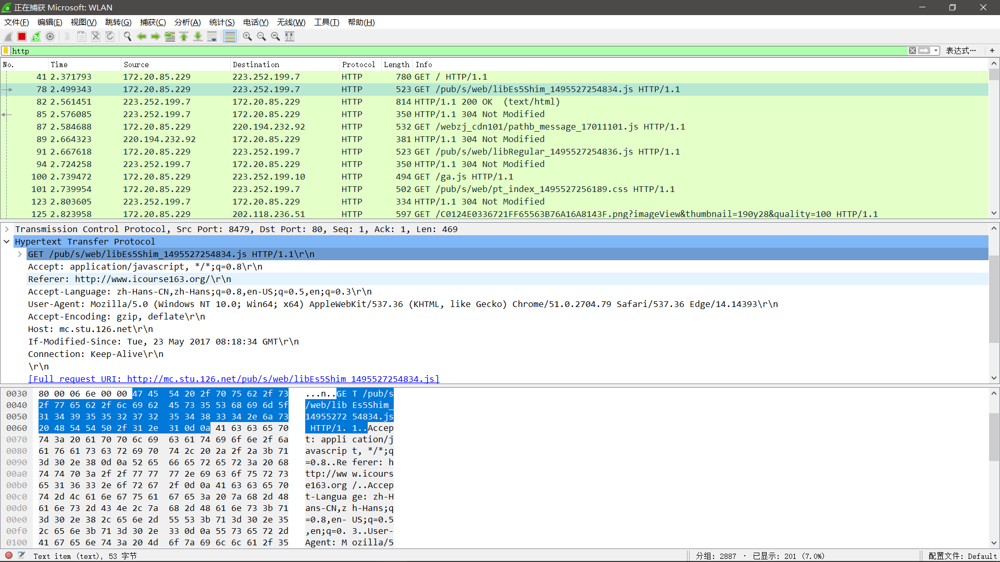 正在捕获 Microsoft: WLAN
文件(F) 编辑(E) 视图(V) 跳转(G) 捕获(C) 分析(A) 统计(S) 电话(Y) 无线(W) 工具(T) 帮助(H)
http 表达式… +
No. Time Source Destination Protocol Length Info
41 2.371793 172.20.85.229 223.252.199.7 HTTP 780 GET / HTTP/1.1
78 2.499343 172.20.85.229 223.252.199.7 HTTP 523 GET /pub/s/web/libEs5Shim_1495527254834.js HTTP/1.1
82 2.561451 223.252.199.7 172.20.85.229 HTTP 814 HTTP/1.1 200 OK (text/html)
85 2.576085 223.252.199.7 172.20.85.229 HTTP 350 HTTP/1.1 304 Not Modified
87 2.584688 172.20.85.229 220.194.232.92 HTTP 532 GET /webzj_cdn101/pathb_message_17011101.js HTTP/1.1
89 2.664323 220.194.232.92 172.20.85.229 HTTP 381 HTTP/1.1 304 Not Modified
91 2.667618 172.20.85.229 223.252.199.7 HTTP 523 GET /pub/s/web/libRegular_1495527254836.js HTTP/1.1
94 2.724258 223.252.199.7 172.20.85.229 HTTP 350 HTTP/1.1 304 Not Modified
100 2.739472 172.20.85.229 223.252.199.10 HTTP 494 GET /ga.js HTTP/1.1
101 2.739954 172.20.85.229 223.252.199.7 HTTP 502 GET /pub/s/web/pt_index_1495527256189.css HTTP/1.1
123 2.803605 223.252.199.7 172.20.85.229 HTTP 334 HTTP/1.1 304 Not Modified
125 2.823958 172.20.85.229 202.118.236.51 HTTP 597 GET /C0124E0336721FF65563B76A16A8143F.png?imageView&thumbnail=190y28&quality=100 HTTP/1.1
Transmission Control Protocol, Src Port: 8479, Dst Port: 80, Seq: 1, Ack: 1, Len: 469
Hypertext Transfer Protocol
GET /pub/s/web/libEs5Shim_1495527254834.js HTTP/1.1\r\n
Accept: application/javascript, */*;q=0.8\r\n
Referer: http://www.icourse163.org/\r\n
Accept-Language: zh-Hans-CN,zh-Hans;q=0.8,en-US;q=0.5,en;q=0.3\r\n
User-Agent: Mozilla/5.0 (Windows NT 10.0; Win64; x64) AppleWebKit/537.36 (KHTML, like Gecko) Chrome/51.0.2704.79 Safari/537.36 Edge/14.14393\r\n
Accept-Encoding: gzip, deflate\r\n
Host: mc.stu.126.net\r\n
If-Modified-Since: Tue, 23 May 2017 08:18:34 GMT\r\n
Connection: Keep-Alive\r\n
\r\n
[Full request URI: http://mc.stu.126.net/pub/s/web/libEs5Shim_1495527254834.js]
0030 80 00 06 6e 00 00 47 45 54 20 2f 70 75 62 2f 73 ...n..GE T /pub/s
0040 2f 77 65 62 2f 6c 69 62 45 73 35 53 68 69 6d 5f /web/lib Es5Shim_
0050 31 34 39 35 35 32 37 32 35 34 38 33 34 2e 6a 73 14955272 54834.js
0060 20 48 54 54 50 2f 31 2e 31 0d 0a 41 63 63 65 70 HTTP/1. 1..Accep
0070 74 3a 20 61 70 70 6c 69 63 61 74 69 6f 6e 2f 6a t: appli cation/j
0080 61 76 61 73 63 72 69 70 74 2c 20 2a 2f 2a 3b 71 avascrip t, */*;q
0090 3d 30 2e 38 0d 0a 52 65 66 65 72 65 72 3a 20 68 =0.8..Re ferer: h
00a0 74 74 70 3a 2f 2f 77 77 77 2e 69 63 6f 75 72 73 ttp://ww w.icours
00b0 65 31 36 33 2e 6f 72 67 2f 0d 0a 41 63 63 65 70 e163.org /..Accep
00c0 74 2d 4c 61 6e 67 75 61 67 65 3a 20 7a 68 2d 48 t-Langua ge: zh-H
00d0 61 6e 73 2d 43 4e 2c 7a 68 2d 48 61 6e 73 3b 71 ans-CN,z h-Hans;q
00e0 3d 30 2e 38 2c 65 6e 2d 55 53 3b 71 3d 30 2e 35 =0.8,en- US;q=0.5
00f0 2c 65 6e 3b 71 3d 30 2e 33 0d 0a 55 73 65 72 2d ,en;q=0. 3..User-
0100 41 67 65 6e 74 3a 20 4d 6f 7a 69 6c 6c 61 2f 35 Agent: M ozilla/5
Text item (text), 53 字节 分组: 2887 · 已显示: 201 (7.0%) 配置文件: Default